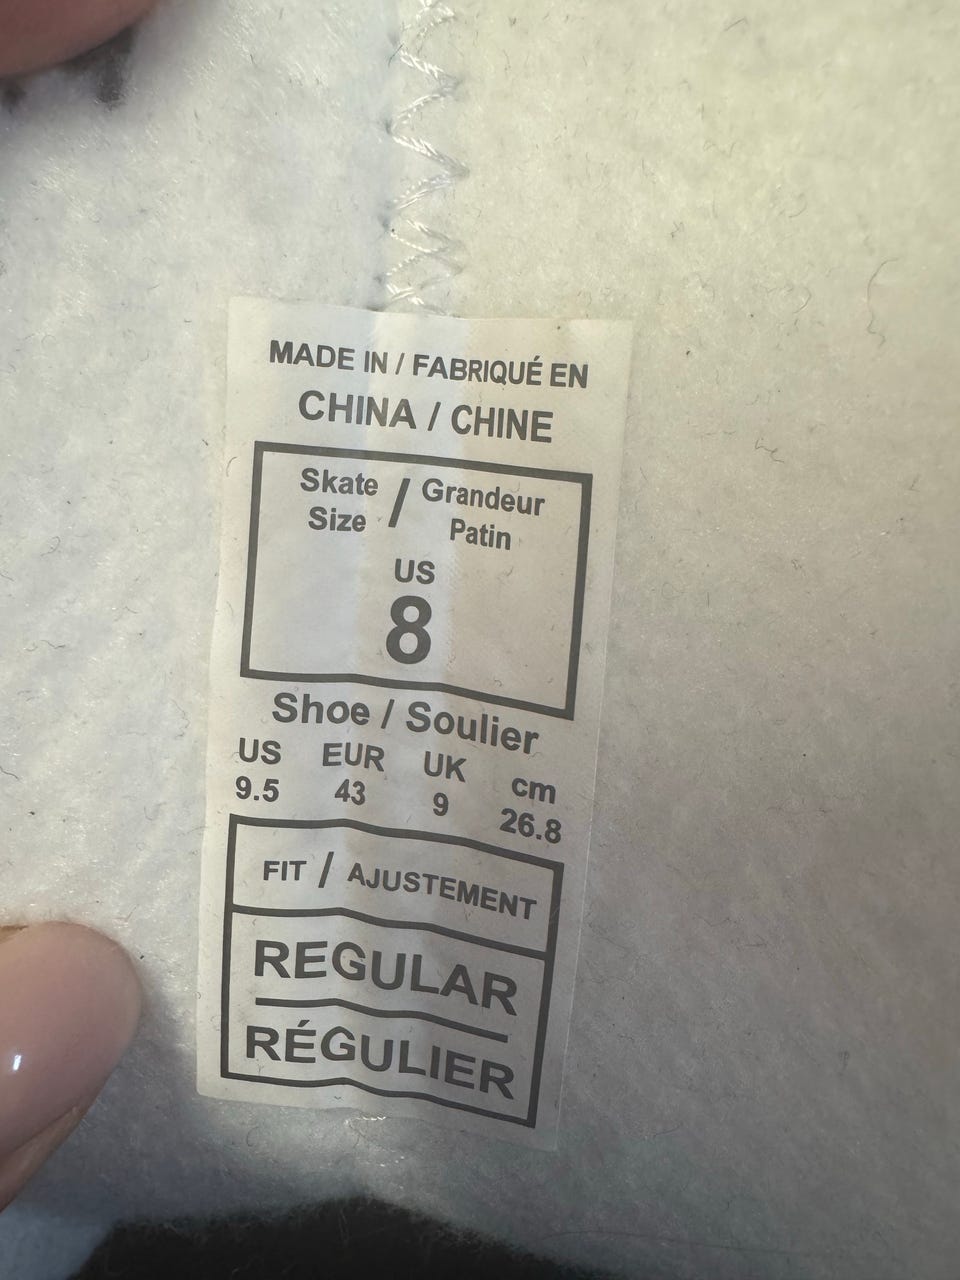 MADE IN / FABRIQUÉ EN
CHINA / CHINE
Skate Size / Grandeur Patin
US
8
Shoe / Soulier
US EUR UK cm
9.5 43 9 26.8
FIT / AJUSTEMENT
REGULAR
RÉGULIER